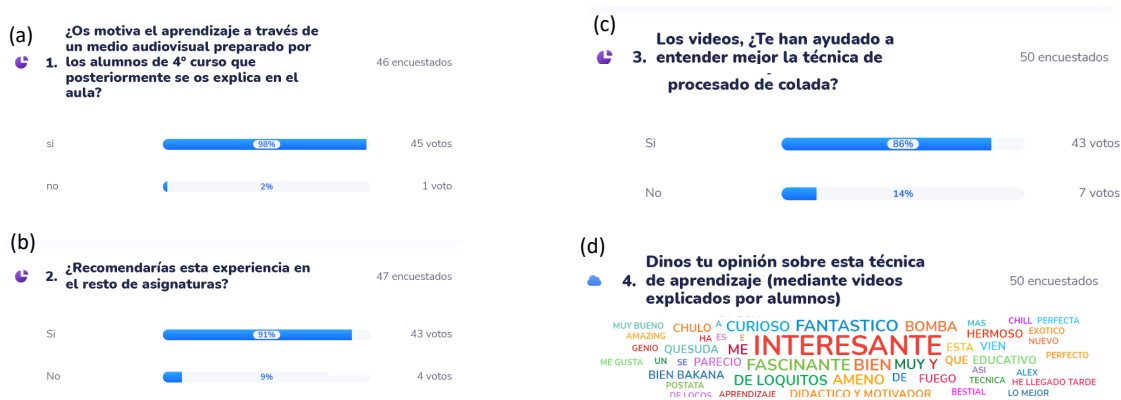 (a)
¿Os motiva el aprendizaje a través de
un medio audiovisual preparado por
1. los alumnos de 4º curso que
posteriormente se os explica en el
aula?
46 encuestados
si 98% 45 votos
no 2% 1 voto
(b)
2. ¿Recomendarías esta experiencia en
el resto de asignaturas?
47 encuestados
Si 91% 43 votos
No 9% 4 votos
(c)
Los videos, ¿Te han ayudado a
3. entender mejor la técnica de
procesado de colada?
50 encuestados
Si 86% 43 votos
No 14% 7 votos
(d)
Dinos tu opinión sobre esta técnica
4. de aprendizaje (mediante videos
explicados por alumnos)
50 encuestados
MUY BUENO CHULO A CURIOSO FANTASTICO BOMBA MAS CHILL PERFECTA
AMAZING HA ES E HERMOSO EXOTICO
GENIO QUESUDA ME INTERESANTE ESTA VIEN NUEVO
ME GUSTA UN SE PARECIO FASCINANTE BIEN MUY Y QUE EDUCATIVO PERFECTO
BIEN BAKANA DE LOQUITOS AMENO DE FUEGO ASI TECNICA ALEX
POSTATA HE LLEGADO TARDE
DE LOCOS APRENDIZAJE DIDACTICO Y MOTIVADOR BESTIAL LO MEJOR